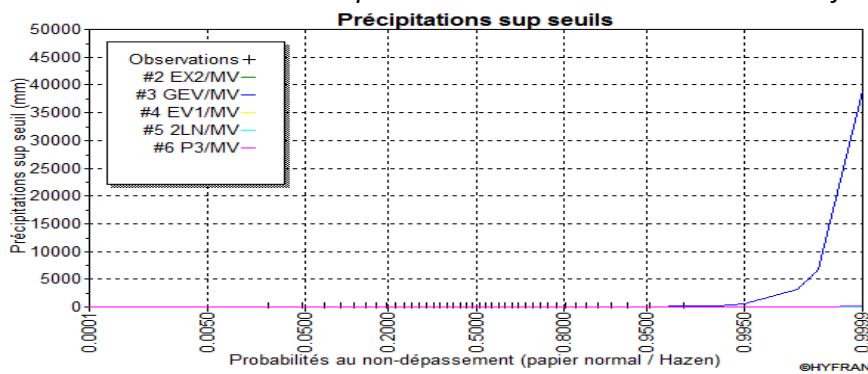 Précipitations sup seuils
50000
45000
40000
35000
30000
25000
20000
15000
10000
5000
0
Précipitations sup seuil (mm)
Observations +
#2 EX2/MV
#3 GEV/MV
#4 EV1/MV
#5 2LN/MV
#6 P3/MV
0.0001
0.0050
0.0500
0.2000
0.5000
0.8000
0.9500
0.9950
0.9999
Probabilités au non-dépassement (papier normal / Hazen)
©HYFRAN